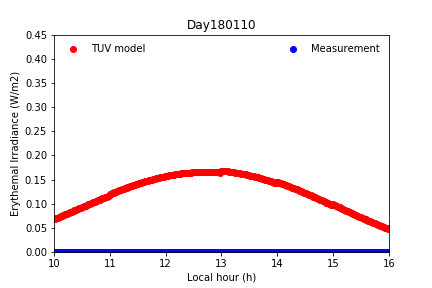 Day180110
TUV model
Measurement
Erythemal Irradiance (W/m2)
0.45
0.40
0.35
0.30
0.25
0.20
0.15
0.10
0.05
0.00
10 11 12 13 14 15 16
Local hour (h)